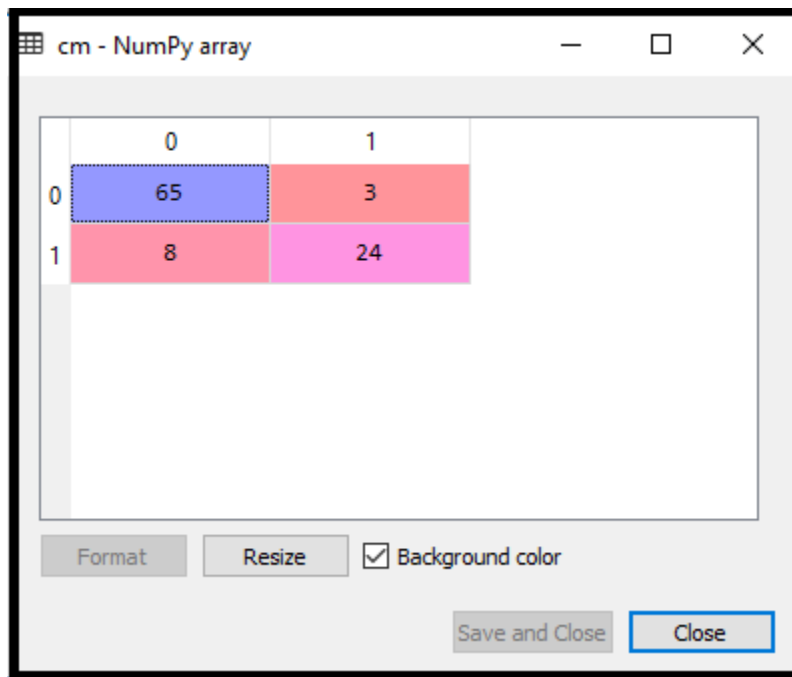 cm - NumPy array
0 1
0 65 3
1 8 24
Format Resize Background color
Save and Close Close